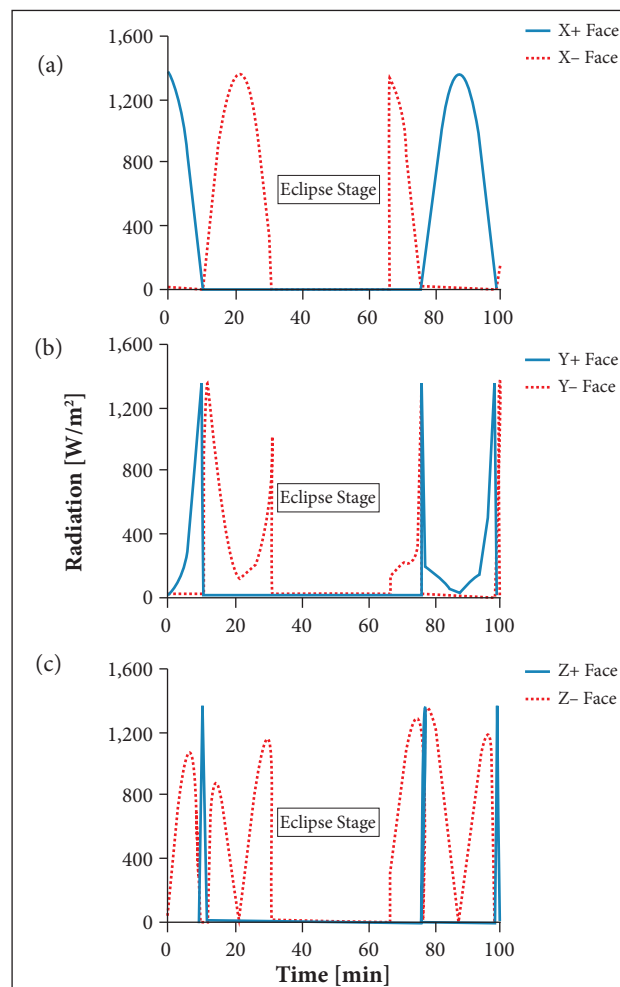 (a)
1,600
1,200
800
400
0
0
20
40
60
80
100
Eclipse Stage
X+ Face
X– Face
(b)
1,600
1,200
800
400
0
0
20
40
60
80
100
Eclipse Stage
Y+ Face
Y– Face
Radiation [W/m²]
(c)
1,600
1,200
800
400
0
0
20
40
60
80
100
Eclipse Stage
Z+ Face
Z– Face
Time [min]